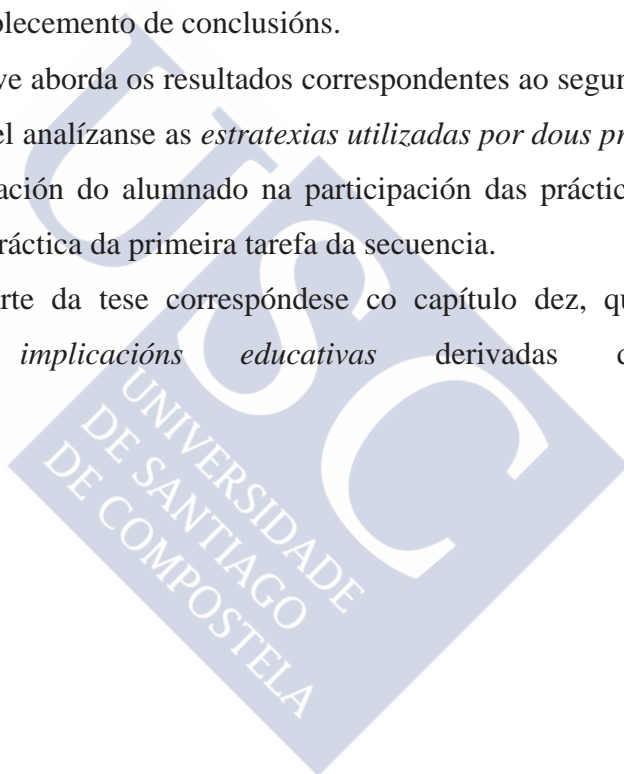 blecemento de conclusións.
ve aborda os resultados correspondentes ao segur
el analízanse as estratexias utilizadas por dous pr
ación do alumnado na participación das práctic
ráctica da primeira tarefa da secuencia.
rte da tese correspóndese co capítulo dez, qu
implicacións educativas derivadas d
USC
UNIVERSIDADE
DE SANTIAGO
DE COMPOSTELA